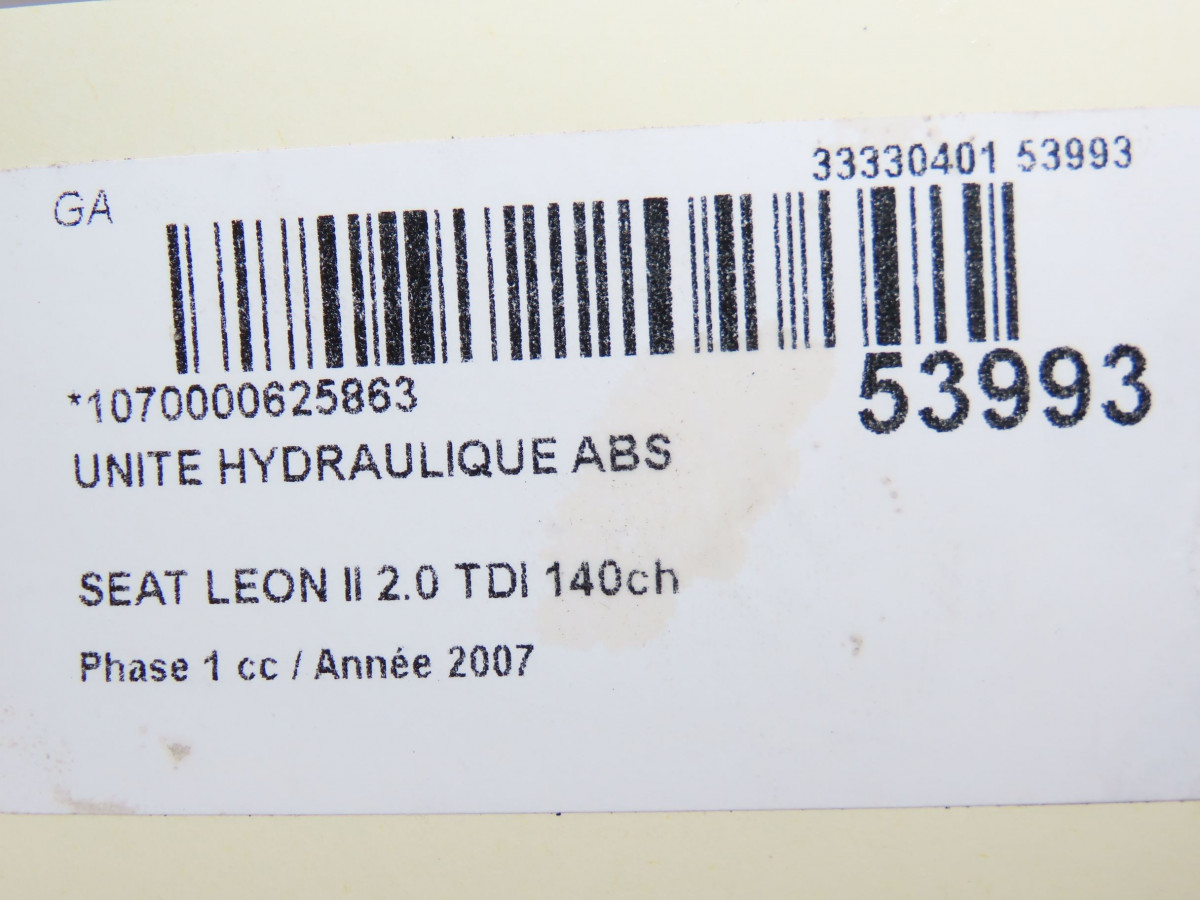 GA
33330401 53993
*1070000625863
53993
UNITE HYDRAULIQUE ABS
SEAT LEON II 2.0 TDI 140ch
Phase 1 cc / Année 2007